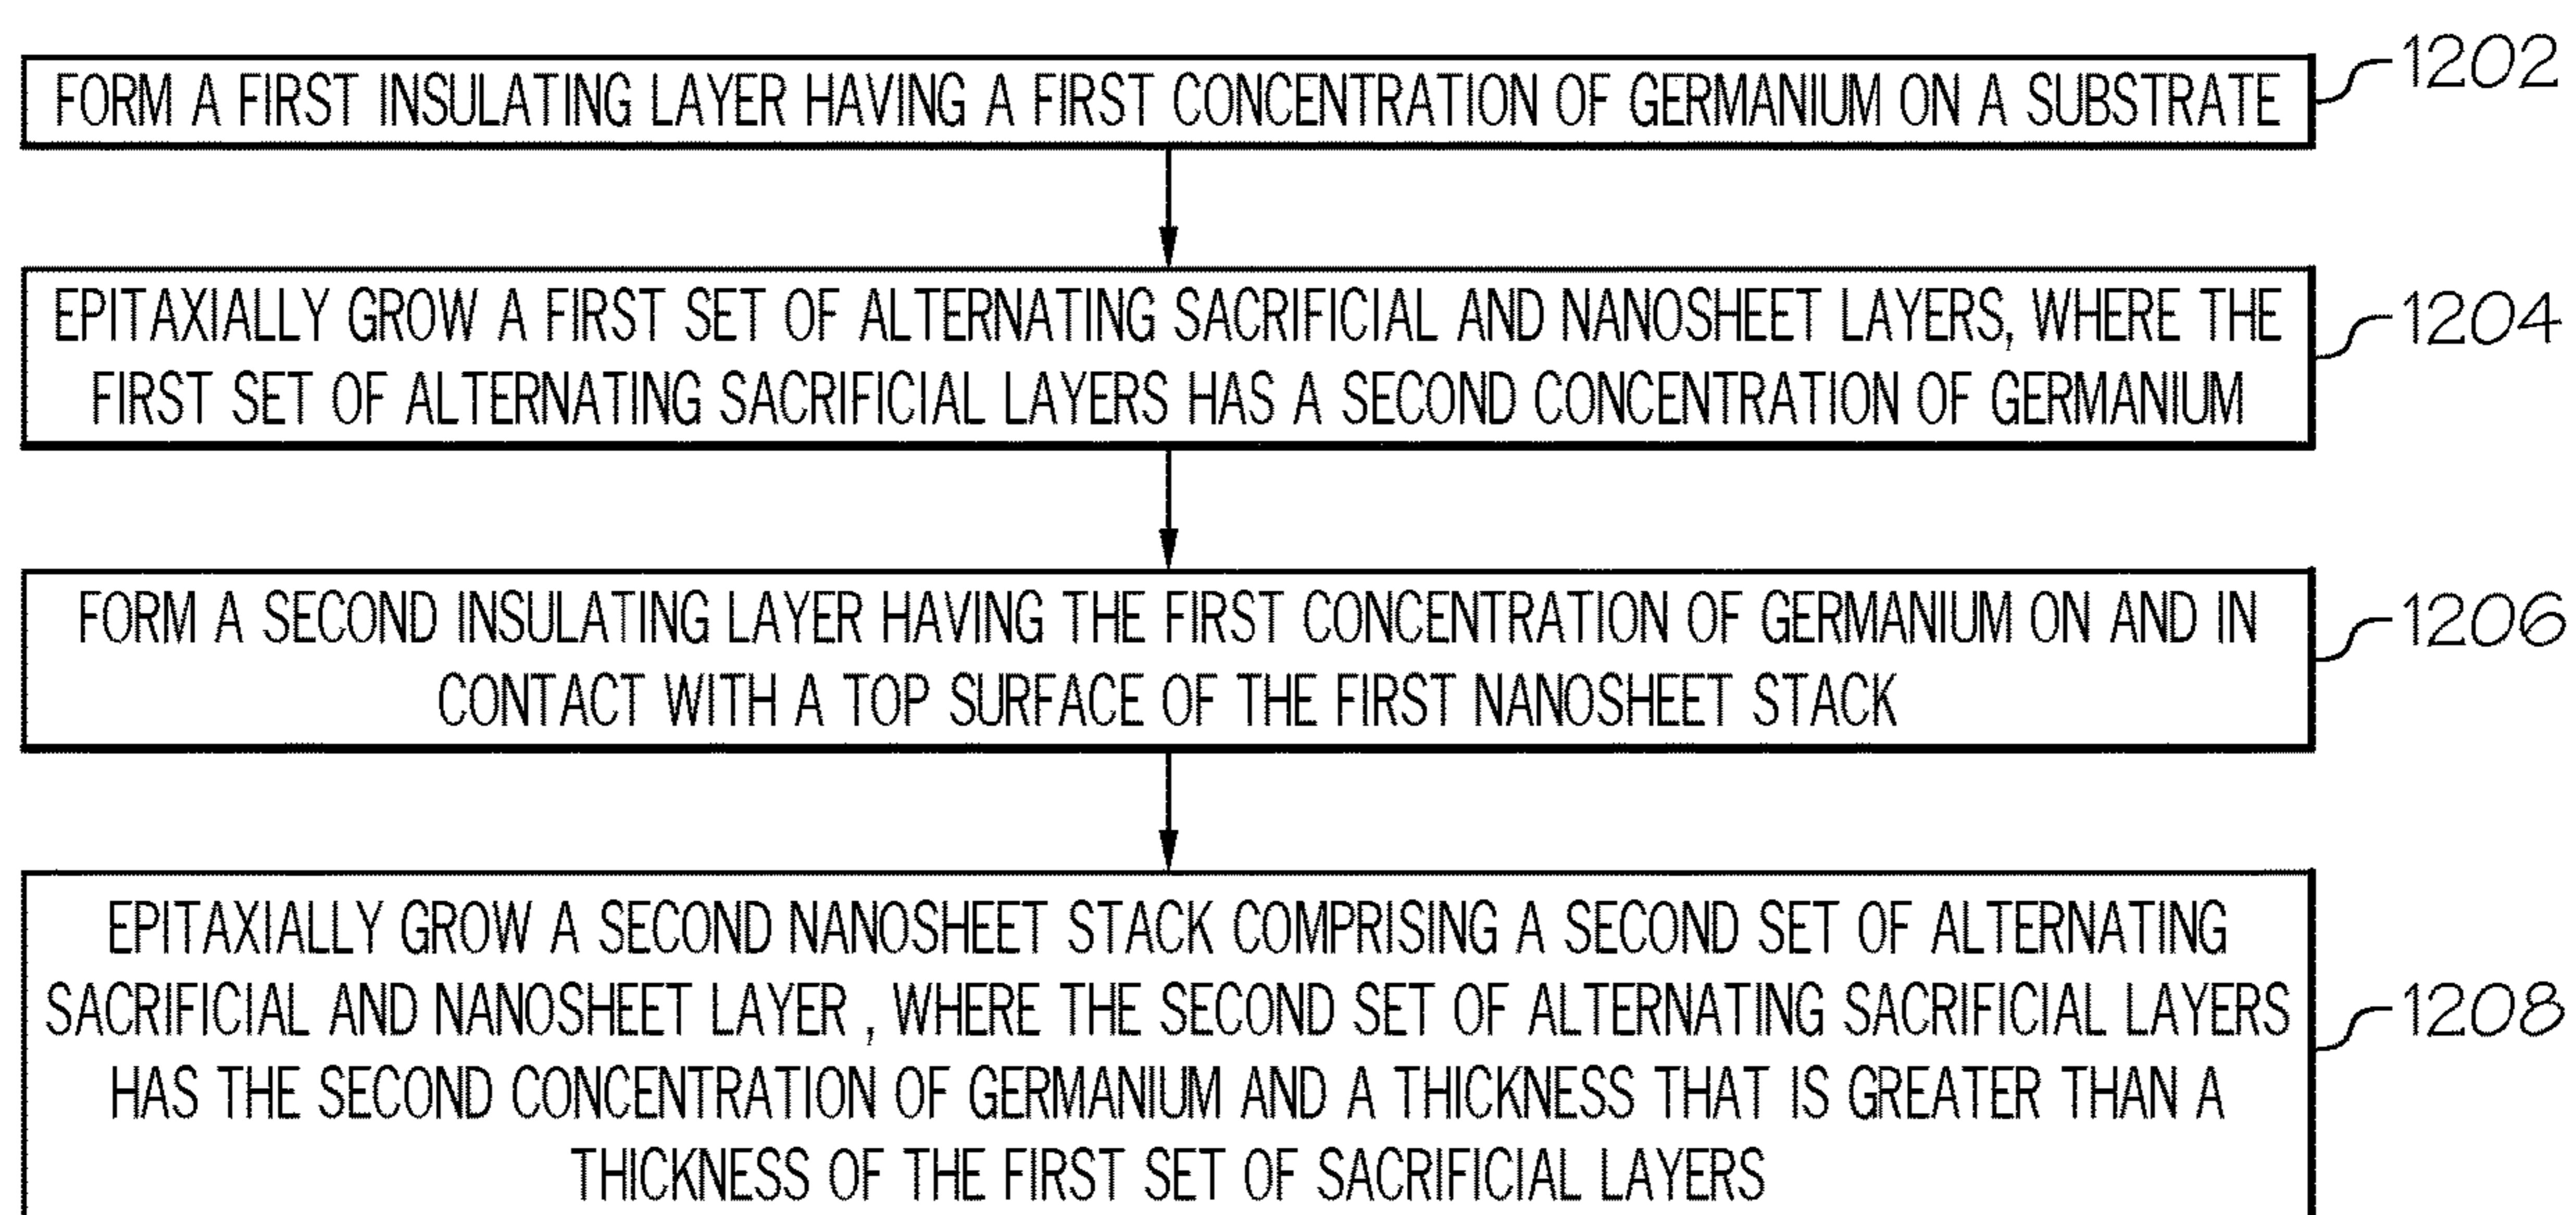 FORM A FIRST INSULATING LAYER HAVING A FIRST CONCENTRATION OF GERMANIUM ON A SUBSTRATE
1202
EPITAXIALLY GROW A FIRST SET OF ALTERNATING SACRIFICIAL AND NANOSHEET LAYERS, WHERE THE
FIRST SET OF ALTERNATING SACRIFICIAL LAYERS HAS A SECOND CONCENTRATION OF GERMANIUM
1204
FORM A SECOND INSULATING LAYER HAVING THE FIRST CONCENTRATION OF GERMANIUM ON AND IN
CONTACT WITH A TOP SURFACE OF THE FIRST NANOSHEET STACK
1206
EPITAXIALLY GROW A SECOND NANOSHEET STACK COMPRISING A SECOND SET OF ALTERNATING
SACRIFICIAL AND NANOSHEET LAYER , WHERE THE SECOND SET OF ALTERNATING SACRIFICIAL LAYERS
HAS THE SECOND CONCENTRATION OF GERMANIUM AND A THICKNESS THAT IS GREATER THAN A
THICKNESS OF THE FIRST SET OF SACRIFICIAL LAYERS
1208